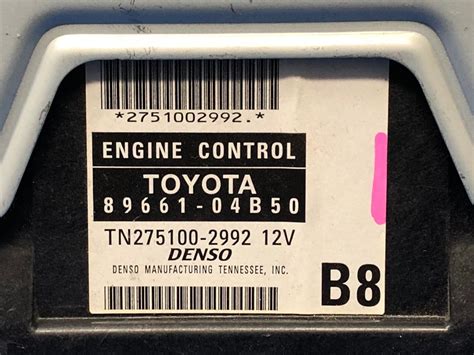 *2751002992.*
ENGINE CONTROL
TOYOTA
89661-04B50
TN275100-2992 12V
DENSO
DENSO MANUFACTURING TENNESSEE, INC.
B8